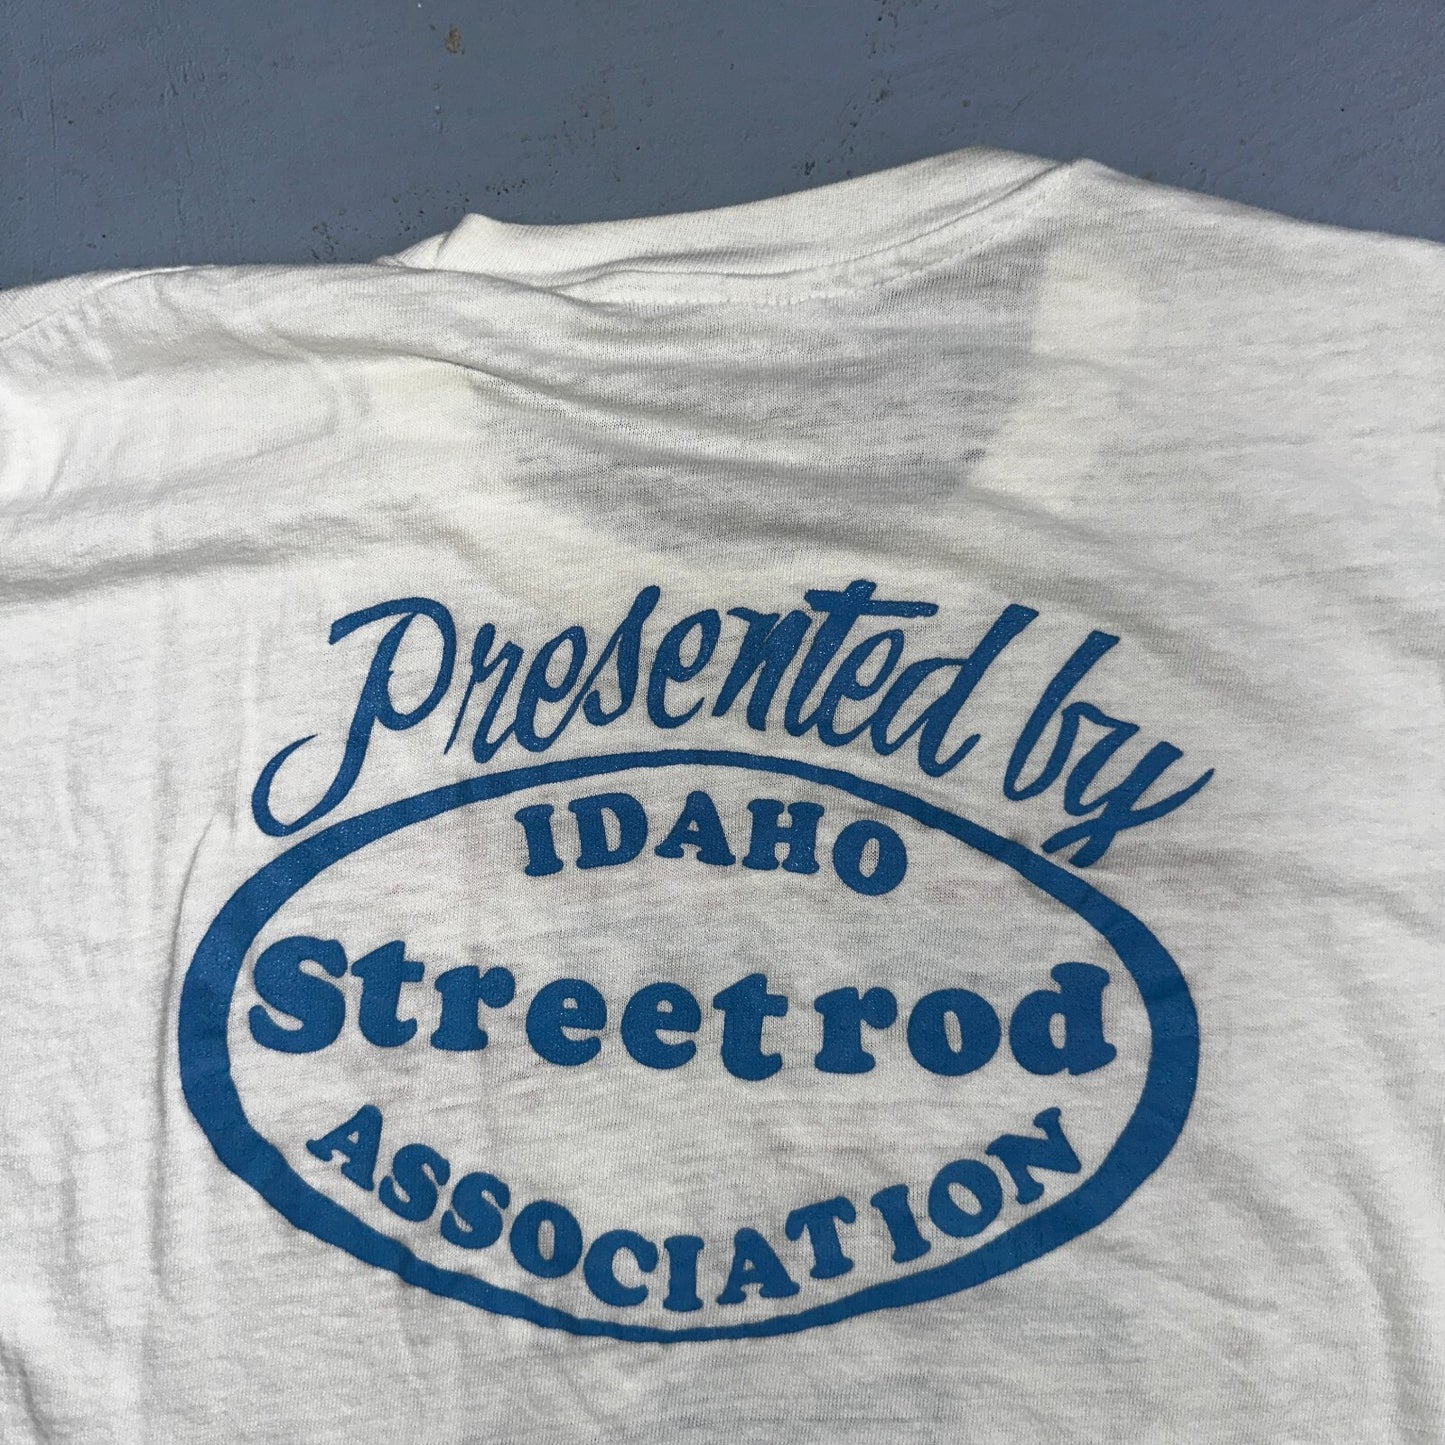 Presented by
IDAHO
Streetrod
ASSOCIATION